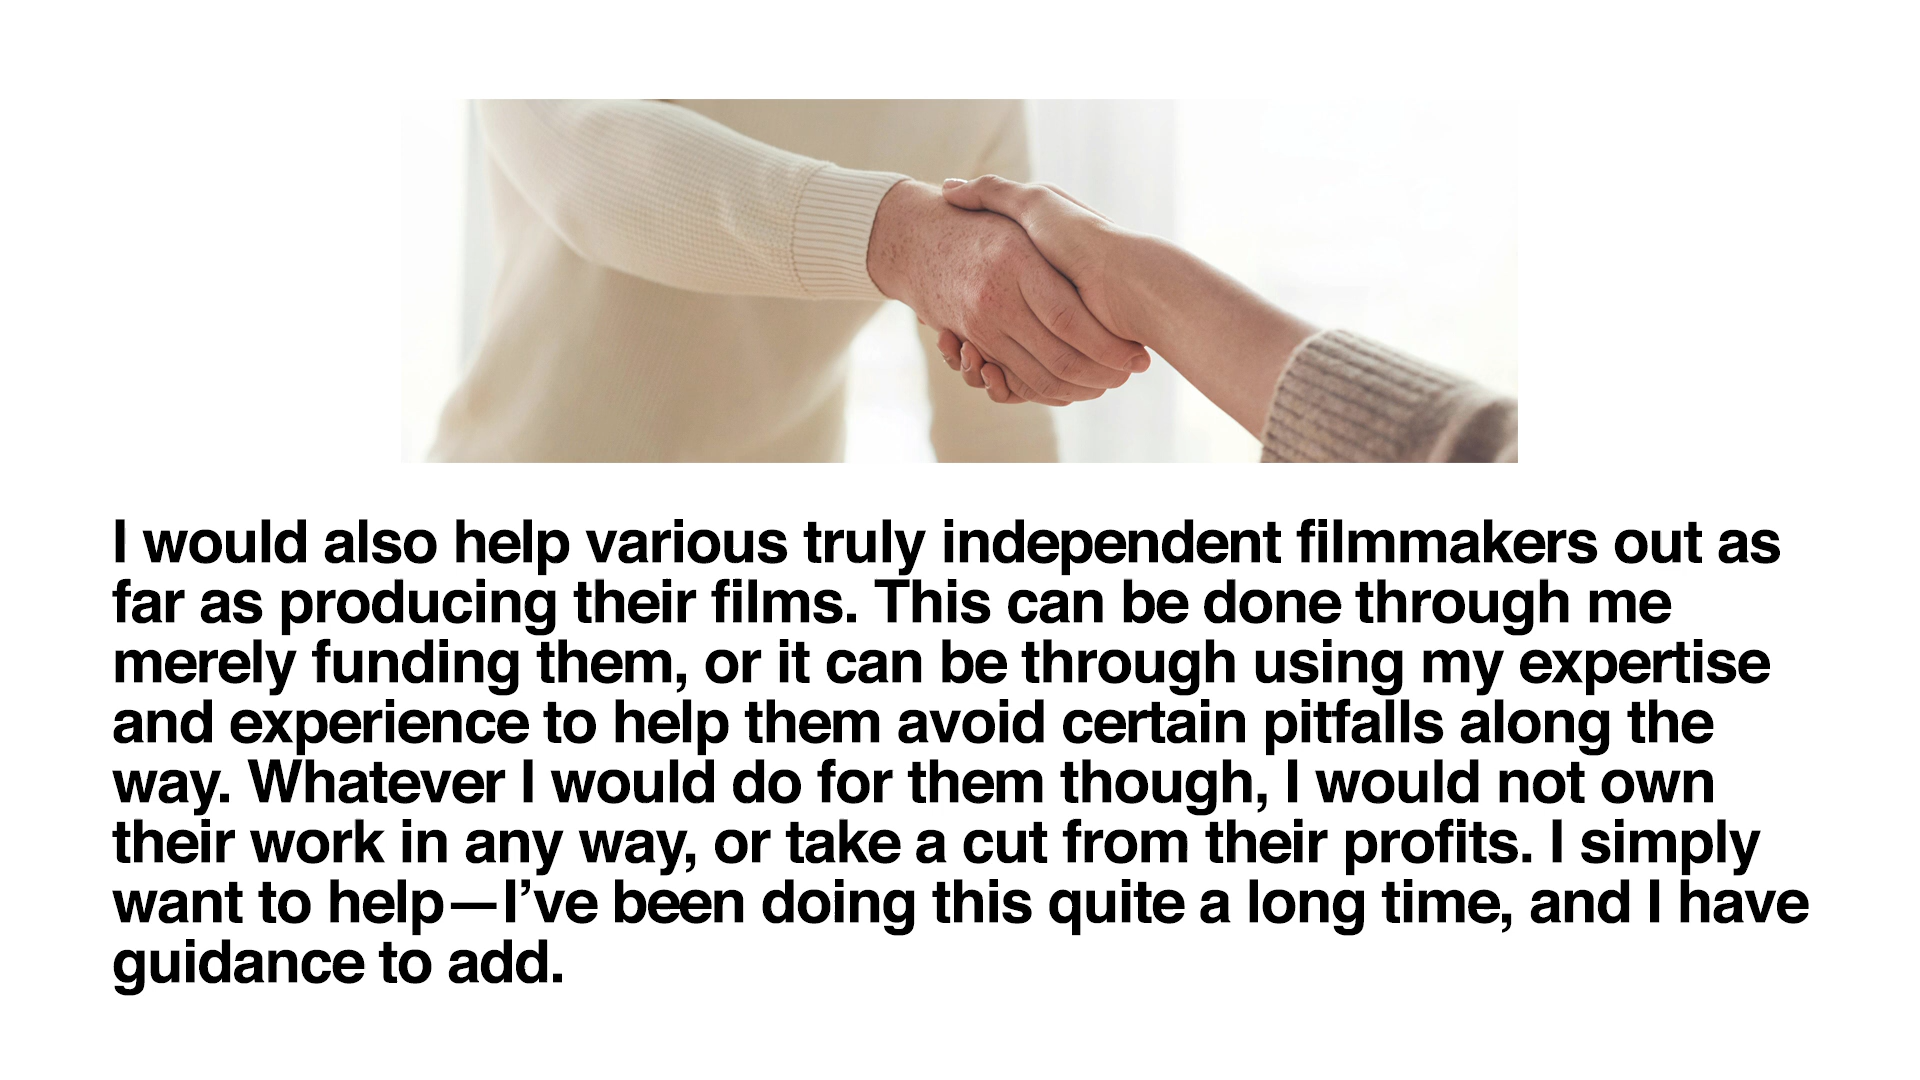 I would also help various truly independent filmmakers out as
far as producing their films. This can be done through me
merely funding them, or it can be through using my expertise
and experience to help them avoid certain pitfalls along the
way. Whatever I would do for them though, I would not own
their work in any way, or take a cut from their profits. I simply
want to help—I’ve been doing this quite a long time, and I have
guidance to add.